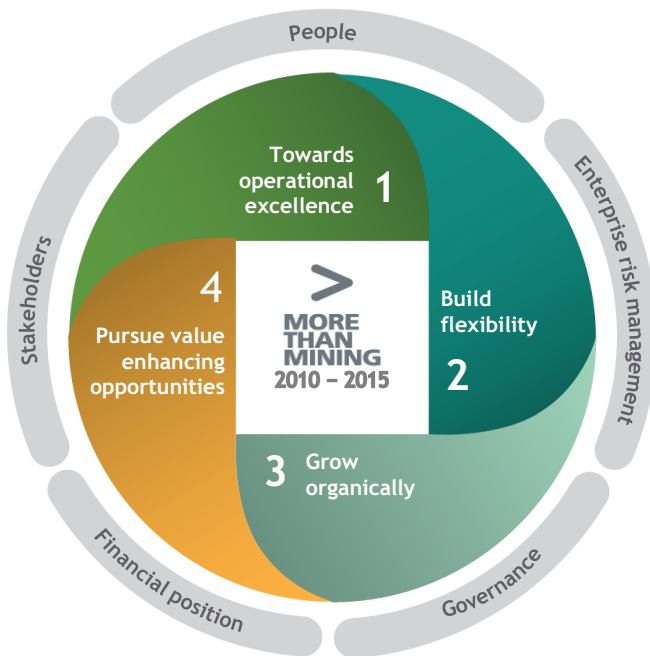 People
Enterprise risk management
Governance
Financial position
Stakeholders
Towards
operational
excellence
1
Build
flexibility
2
3
Grow
organically
4
Pursue value
enhancing
opportunities
>
MORE
THAN
MINING
2010 – 2015